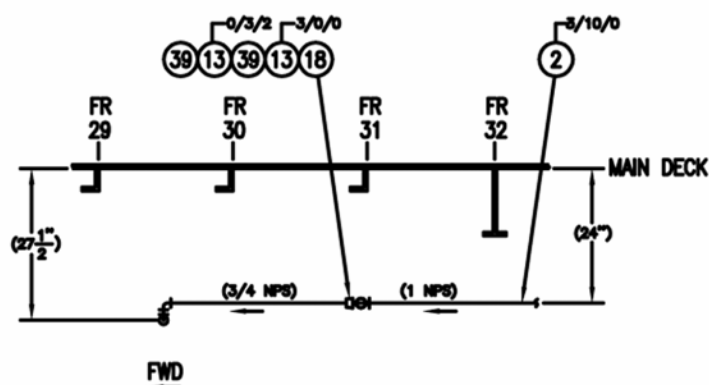 0/3/2 3/0/0 3/10/0
39 13 39 13 18 2
FR FR FR FR
29 30 31 32
MAIN DECK
(27 1/2") (24")
(3/4 NPS) (1 NPS)
FWD